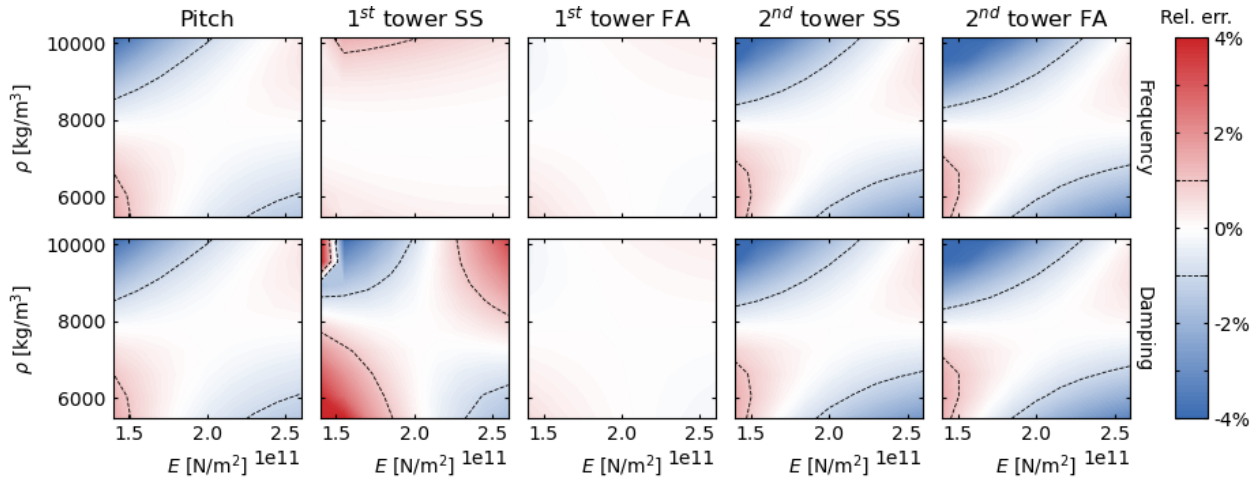 Pitch 1st tower SS 1st tower FA 2nd tower SS 2nd tower FA Rel. err.
10000
8000
6000
ρ [kg/m3]
Frequency
4%
2%
0%
-2%
-4%
10000
8000
6000
ρ [kg/m3]
Damping
1.5 2.0 2.5 1.5 2.0 2.5 1.5 2.0 2.5 1.5 2.0 2.5 1.5 2.0 2.5
E [N/m2] 1e11 E [N/m2] 1e11 E [N/m2] 1e11 E [N/m2] 1e11 E [N/m2] 1e11